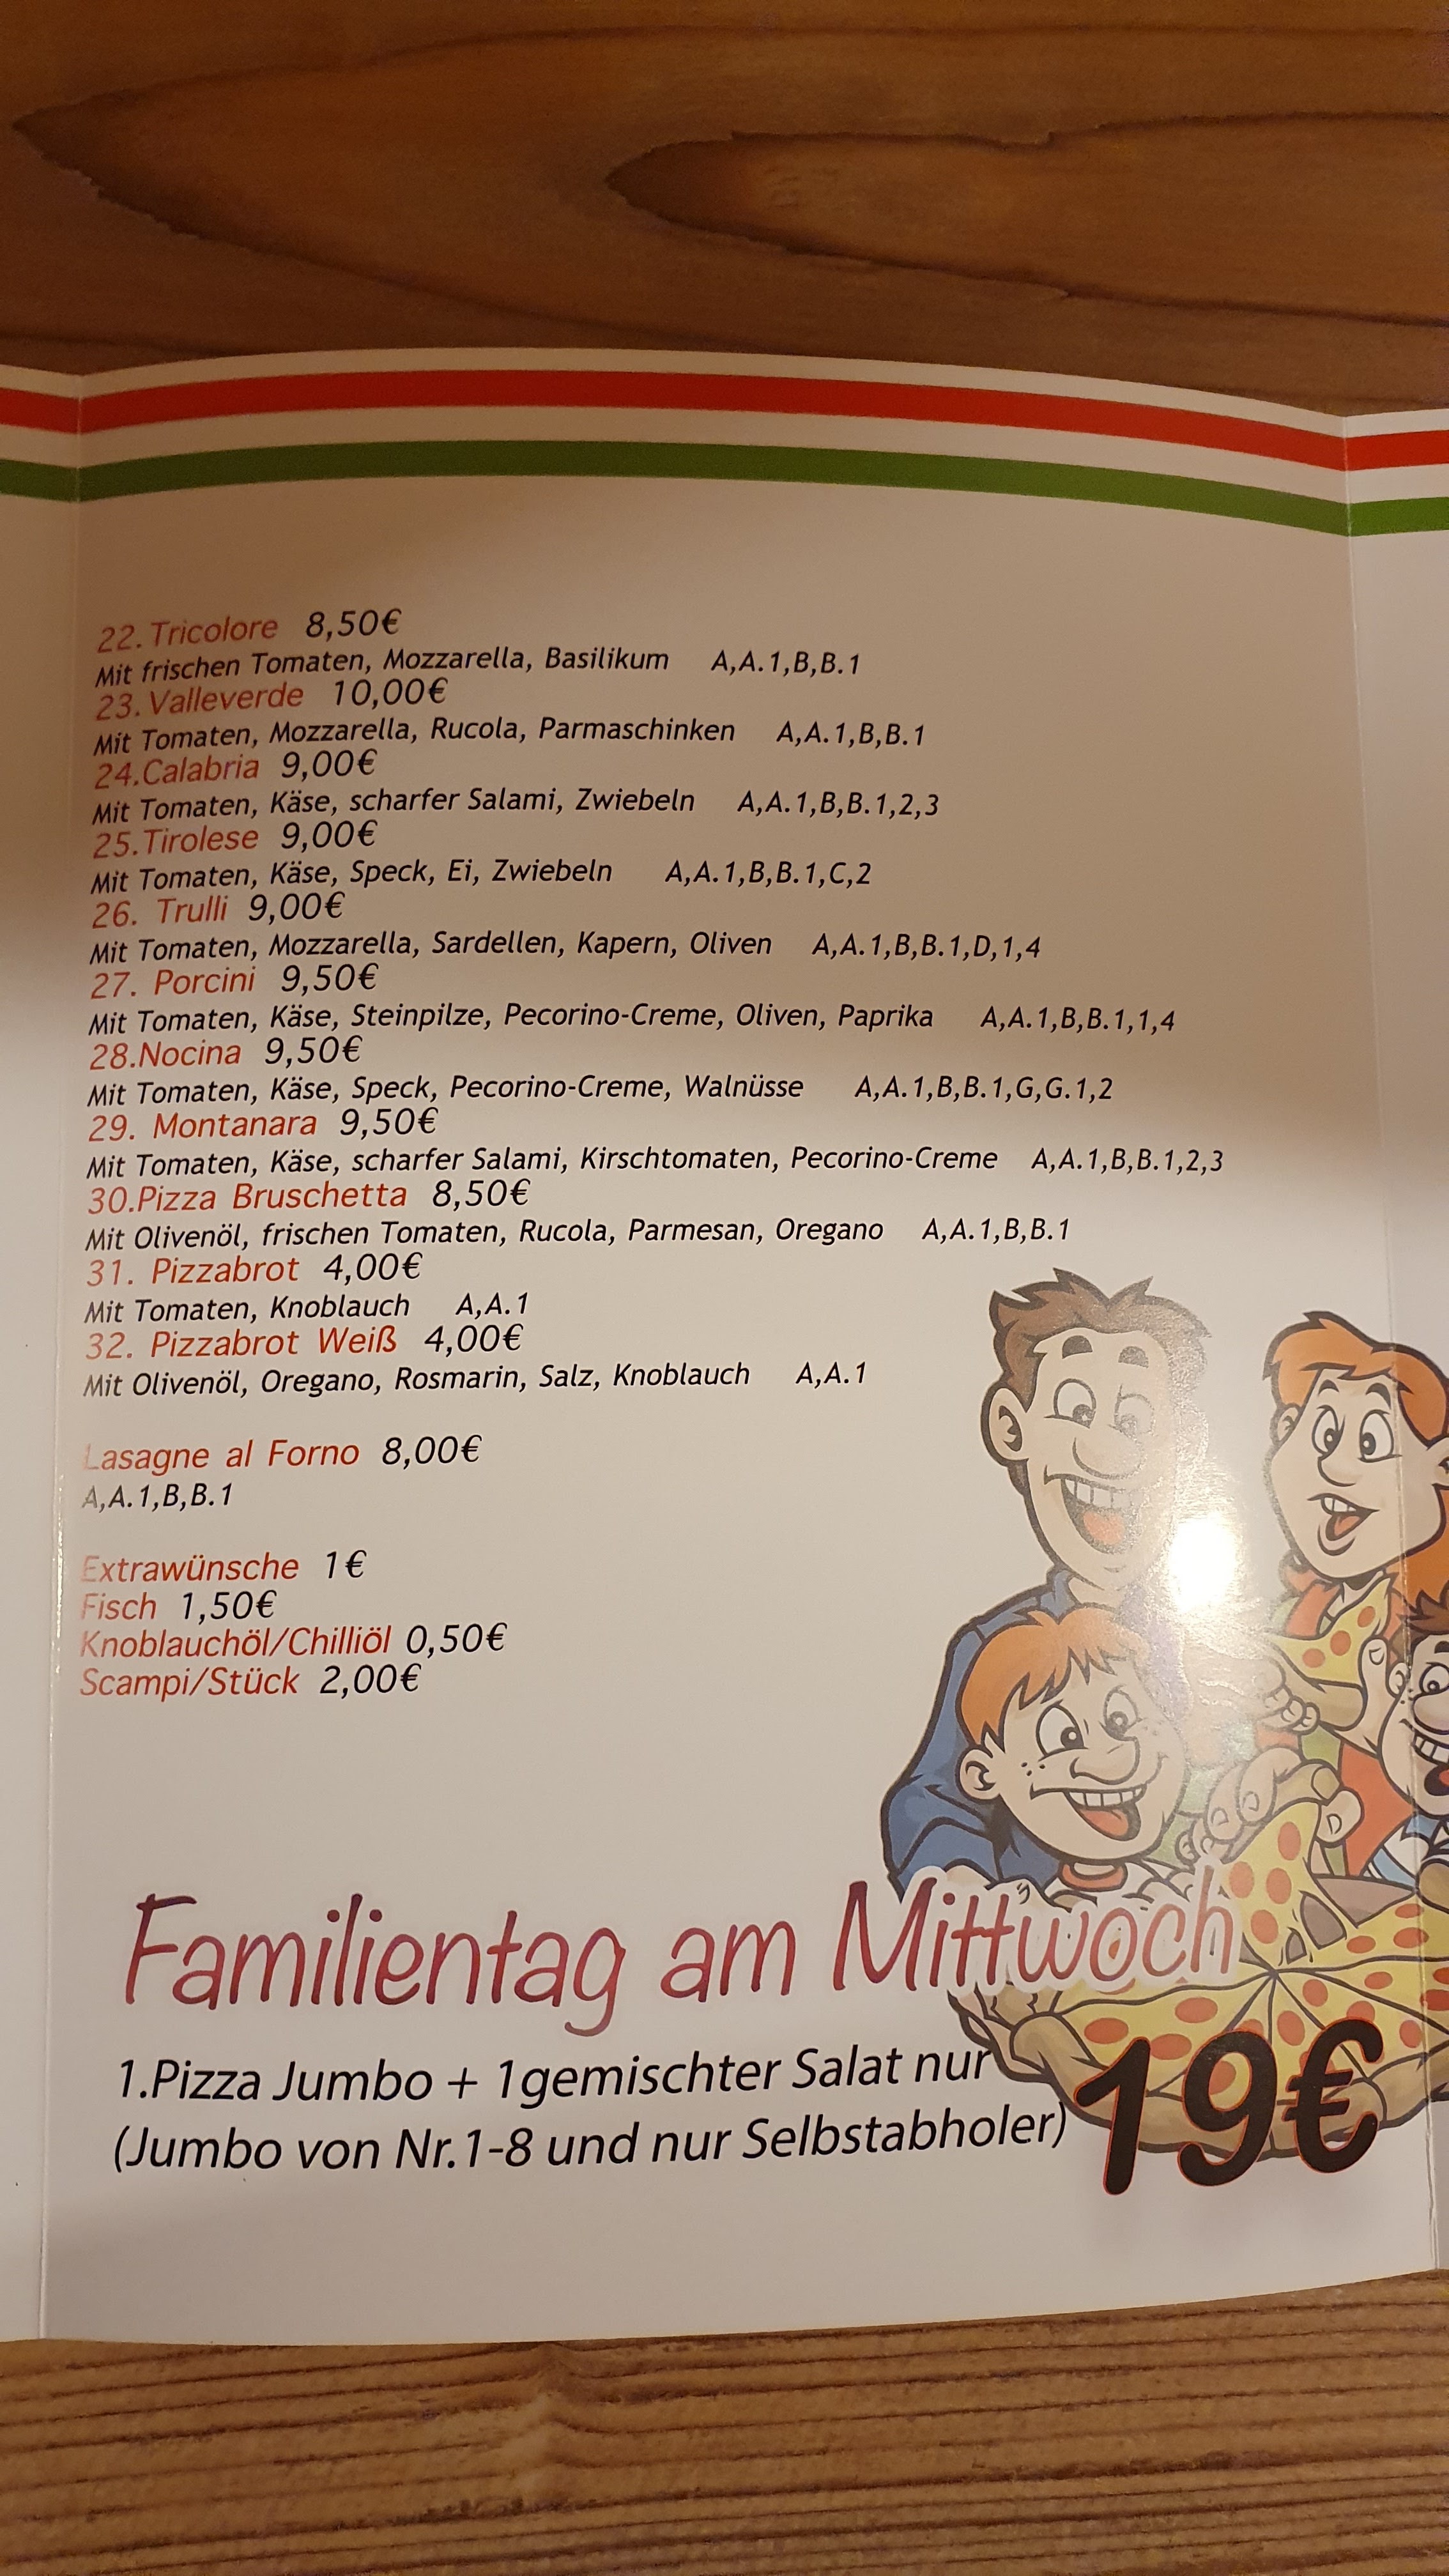 22. Tricolore 8,50€
Mit frischen Tomaten, Mozzarella, Basilikum A,A.1,B,B.1
23. Valleverde 10,00€
Mit Tomaten, Mozzarella, Rucola, Parmaschinken A,A.1,B,B.1
24.Calabria 9,00€
Mit Tomaten, Käse, scharfer Salami, Zwiebeln A,A.1,B,B.1,2,3
25.Tirolese 9,00€
Mit Tomaten, Käse, Speck, Ei, Zwiebeln A,A.1,B,B.1,C,2
26. Trulli 9,00€
Mit Tomaten, Mozzarella, Sardellen, Kapern, Oliven A,A.1,B,B.1,D,1,4
27. Porcini 9,50€
Mit Tomaten, Käse, Steinpilze, Pecorino-Creme, Oliven, Paprika A,A.1,B,B.1,1,4
28.Nocina 9,50€
Mit Tomaten, Käse, Speck, Pecorino-Creme, Walnüsse A,A.1,B,B.1,G,G.1,2
29. Montanara 9,50€
Mit Tomaten, Käse, scharfer Salami, Kirschtomaten, Pecorino-Creme A,A.1,B,B.1,2,3
30.Pizza Bruschetta 8,50€
Mit Olivenöl, frischen Tomaten, Rucola, Parmesan, Oregano A,A.1,B,B.1
31. Pizzabrot 4,00€
Mit Tomaten, Knoblauch A,A.1
32. Pizzabrot Weiß 4,00€
Mit Olivenöl, Oregano, Rosmarin, Salz, Knoblauch A,A.1
Lasagne al Forno 8,00€
A,A.1,B,B.1
Extrawünsche 1€
Fisch 1,50€
Knoblauchöl/Chilliöl 0,50€
Scampi/Stück 2,00€
Familientag am Mittwoch
1.Pizza Jumbo + 1gemischter Salat nur
(Jumbo von Nr.1-8 und nur Selbstabholer)
19€